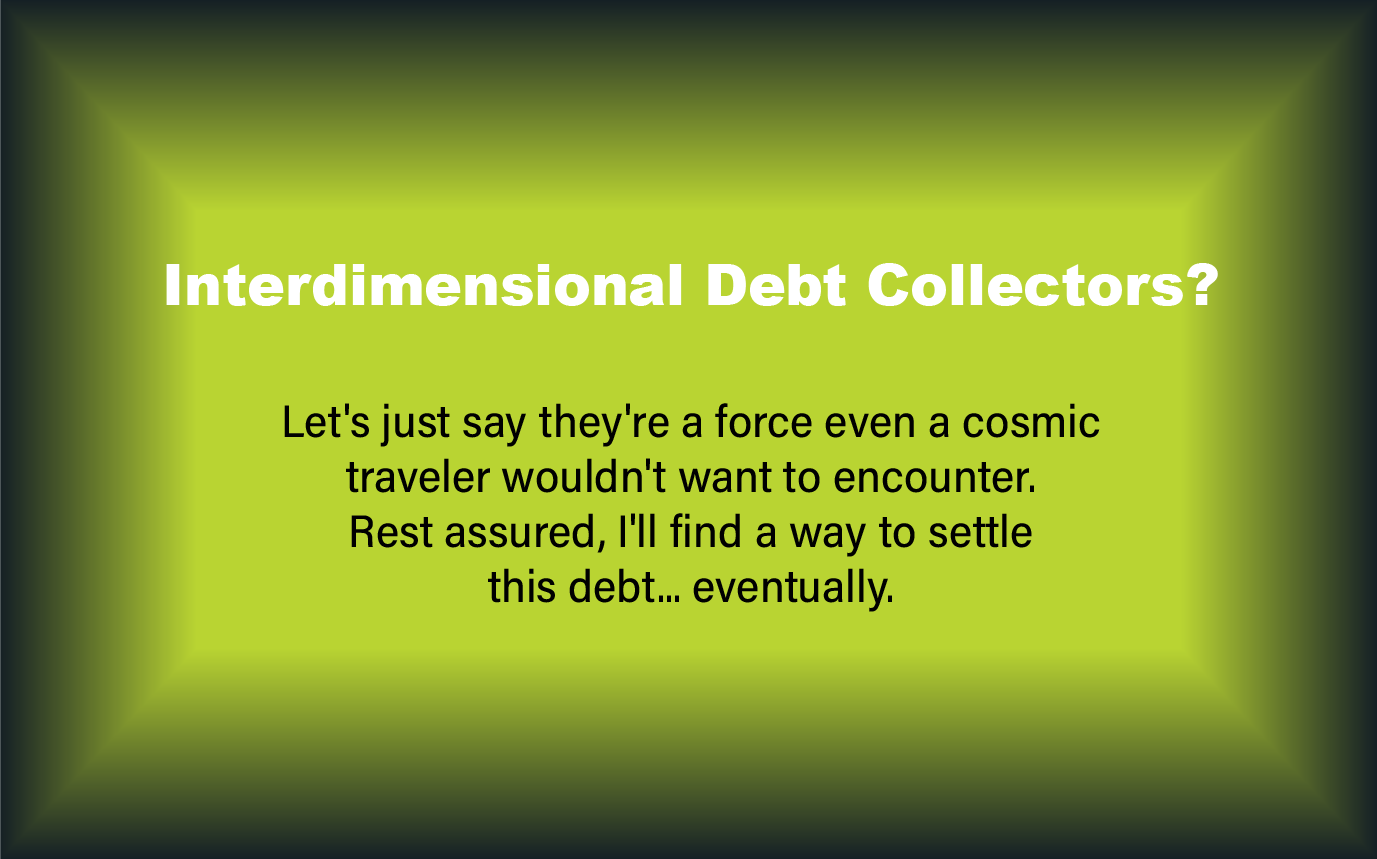 Interdimensional Debt Collectors?
Let's just say they're a force even a cosmic
traveler wouldn't want to encounter.
Rest assured, I'll find a way to settle
this debt... eventually.